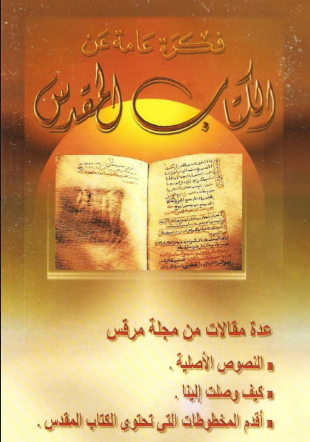 فكرة عامة عن
الكتاب المقدس
عدة مقالات من مجلة مرقس
النصوص الأصلية .
كيف وصلت إلينا .
أقدم المخطوطات التى تحتوى الكتاب المقدس .